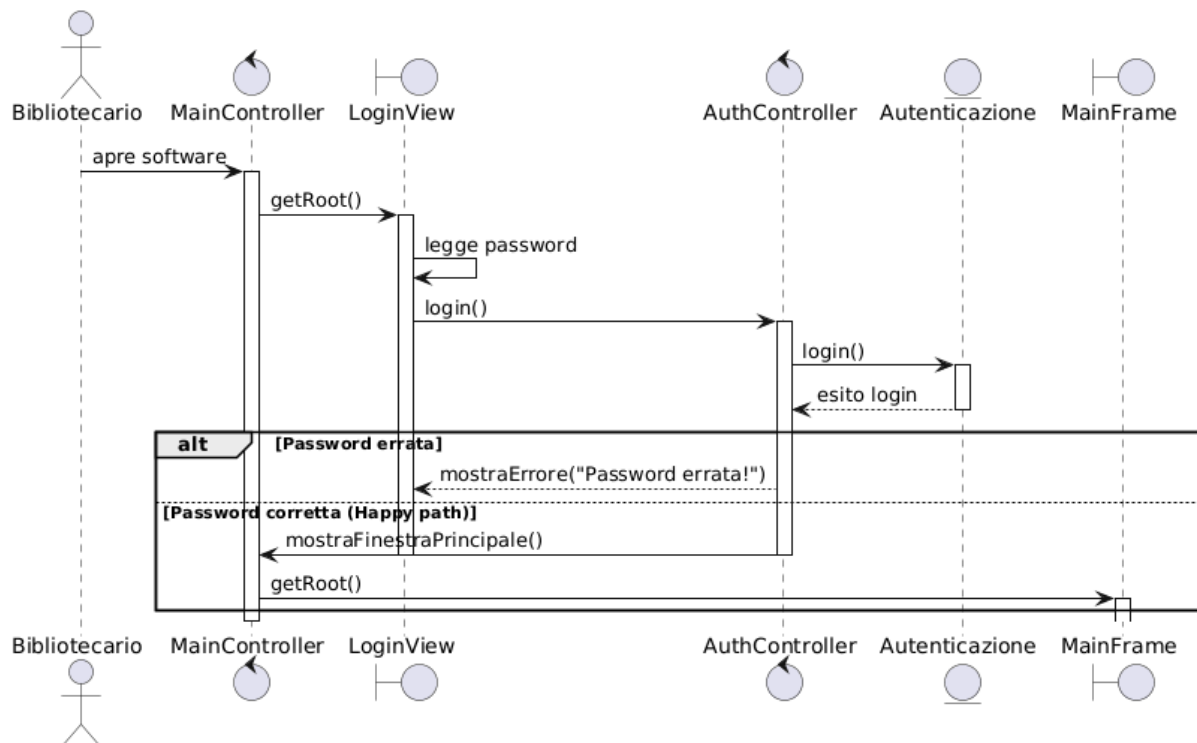 Bibliotecario MainController LoginView AuthController Autenticazione MainFrame
apre software
getRoot()
legge password
login()
login()
esito login
alt [Password errata]
mostraErrore("Password errata!")
[Password corretta (Happy path)]
mostraFinestraPrincipale()
getRoot()
Bibliotecario MainController LoginView AuthController Autenticazione MainFrame